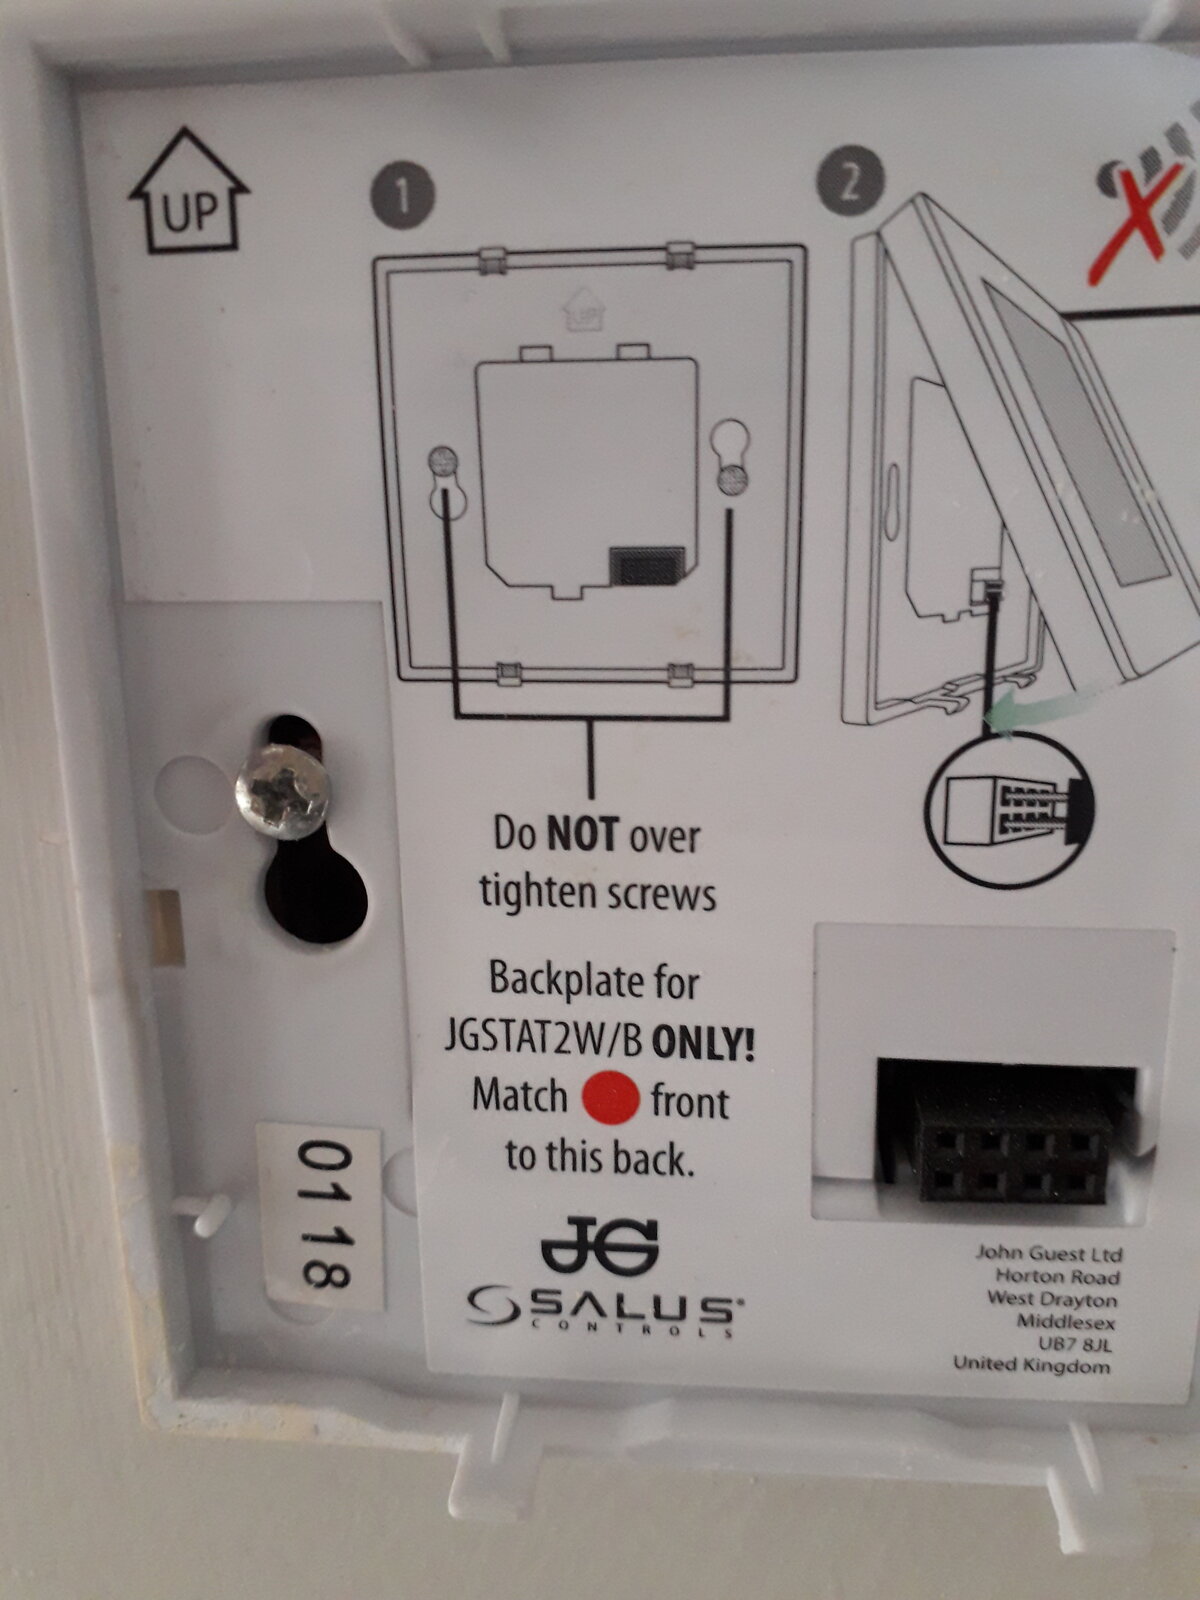 UP
1
2
UP
Do NOT over
tighten screws
Backplate for
JGSTAT2W/B ONLY!
Match front
to this back.
0118
JG
SALUS
CONTROLS
John Guest Ltd
Horton Road
West Drayton
Middlesex
UB7 8JL
United Kingdom